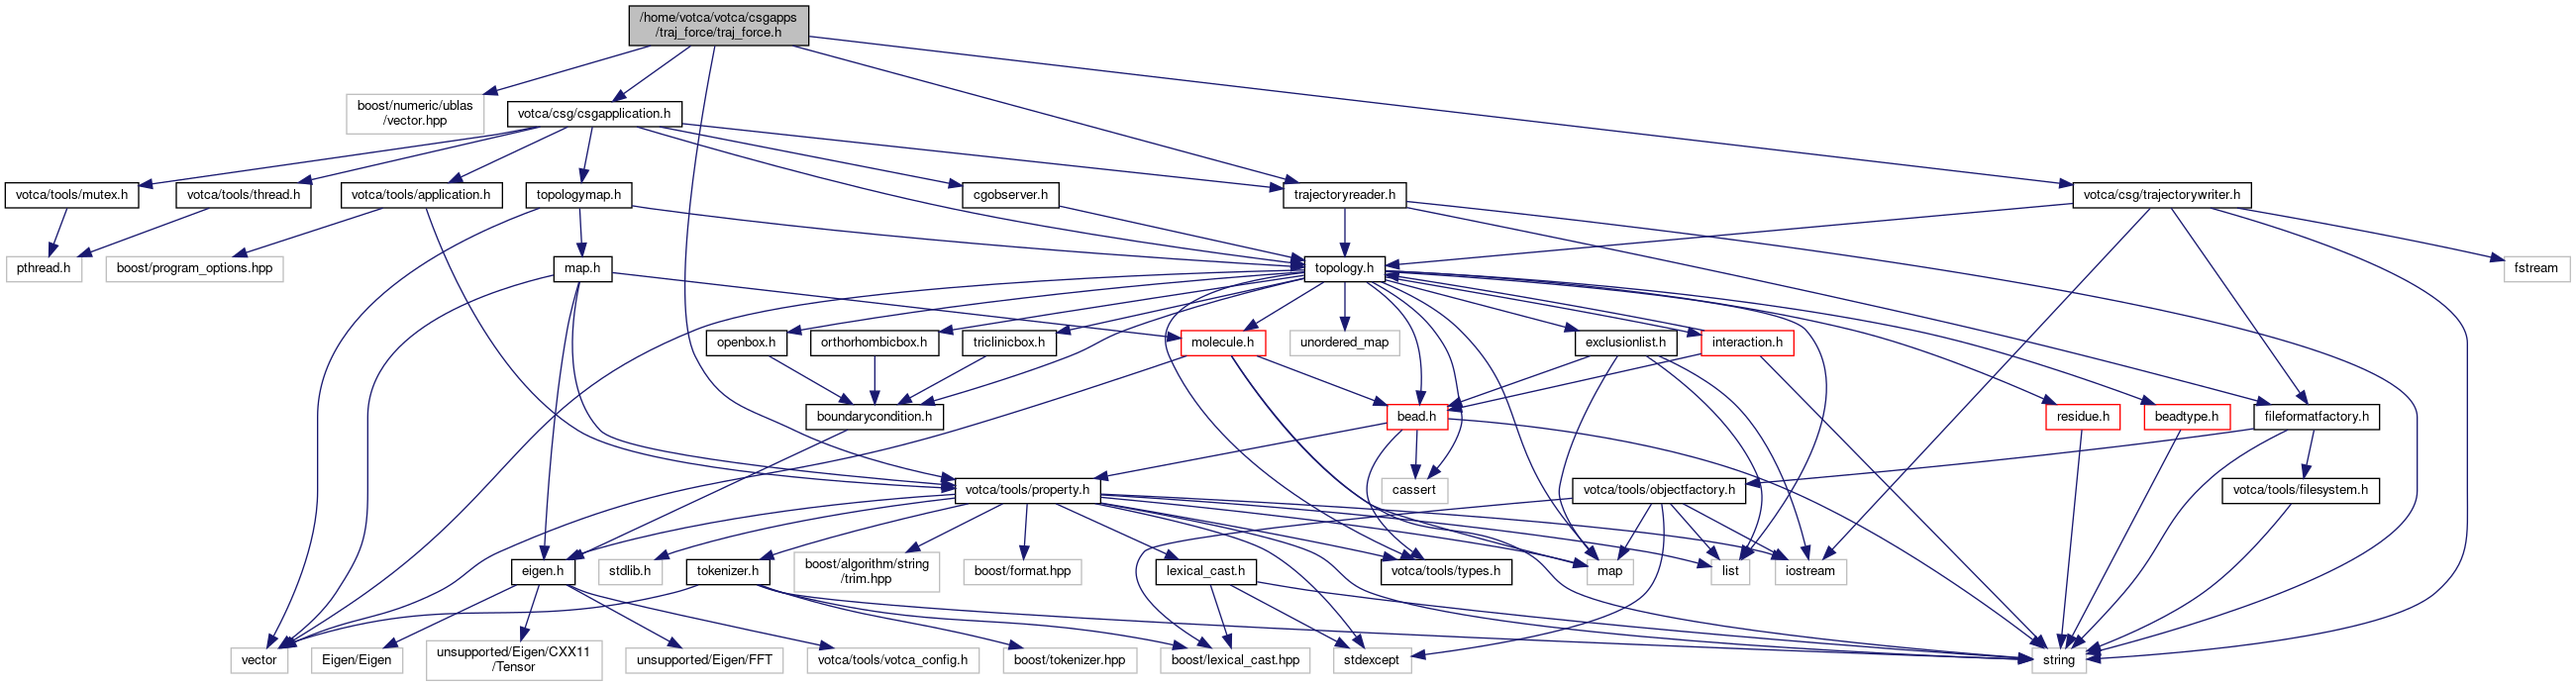 /home/votca/votca/csgapps
/traj_force/traj_force.h
boost/numeric/ublas
/vector.hpp
votca/csg/csgapplication.h
votca/tools/mutex.h
votca/tools/thread.h
votca/tools/application.h
topologymap.h
cgobserver.h
trajectoryreader.h
votca/csg/trajectorywriter.h
pthread.h
boost/program_options.hpp
map.h
topology.h
fstream
openbox.h
orthorhombicbox.h
triclinicbox.h
molecule.h
unordered_map
exclusionlist.h
interaction.h
boundarycondition.h
bead.h
residue.h
beadtype.h
fileformatfactory.h
votca/tools/property.h
cassert
votca/tools/objectfactory.h
votca/tools/filesystem.h
eigen.h
stdlib.h
tokenizer.h
boost/algorithm/string
/trim.hpp
boost/format.hpp
lexical_cast.h
votca/tools/types.h
map
list
iostream
vector
Eigen/Eigen
unsupported/Eigen/CXX11
/Tensor
unsupported/Eigen/FFT
votca/tools/votca_config.h
boost/tokenizer.hpp
boost/lexical_cast.hpp
stdexcept
string